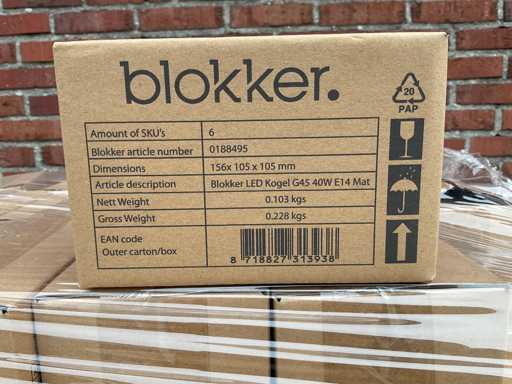 blokker.
20
PAP
Amount of SKU's 6
Blokker article number 0188495
Dimensions 156x 105 x 105 mm
Article description Blokker LED Kogel G45 40W E14 Mat
Nett Weight 0.103 kgs
Gross Weight 0.228 kgs
EAN code
Outer carton/box
8 718827 313938